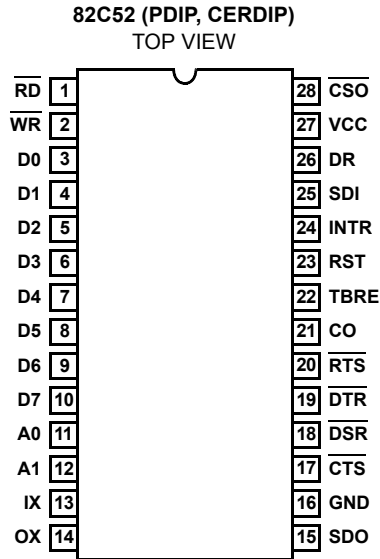 82C52 (PDIP, CERDIP)
TOP VIEW
RD 1 28 CSO
WR 2 27 VCC
D0 3 26 DR
D1 4 25 SDI
D2 5 24 INTR
D3 6 23 RST
D4 7 22 TBRE
D5 8 21 CO
D6 9 20 RTS
D7 10 19 DTR
A0 11 18 DSR
A1 12 17 CTS
IX 13 16 GND
OX 14 15 SDO